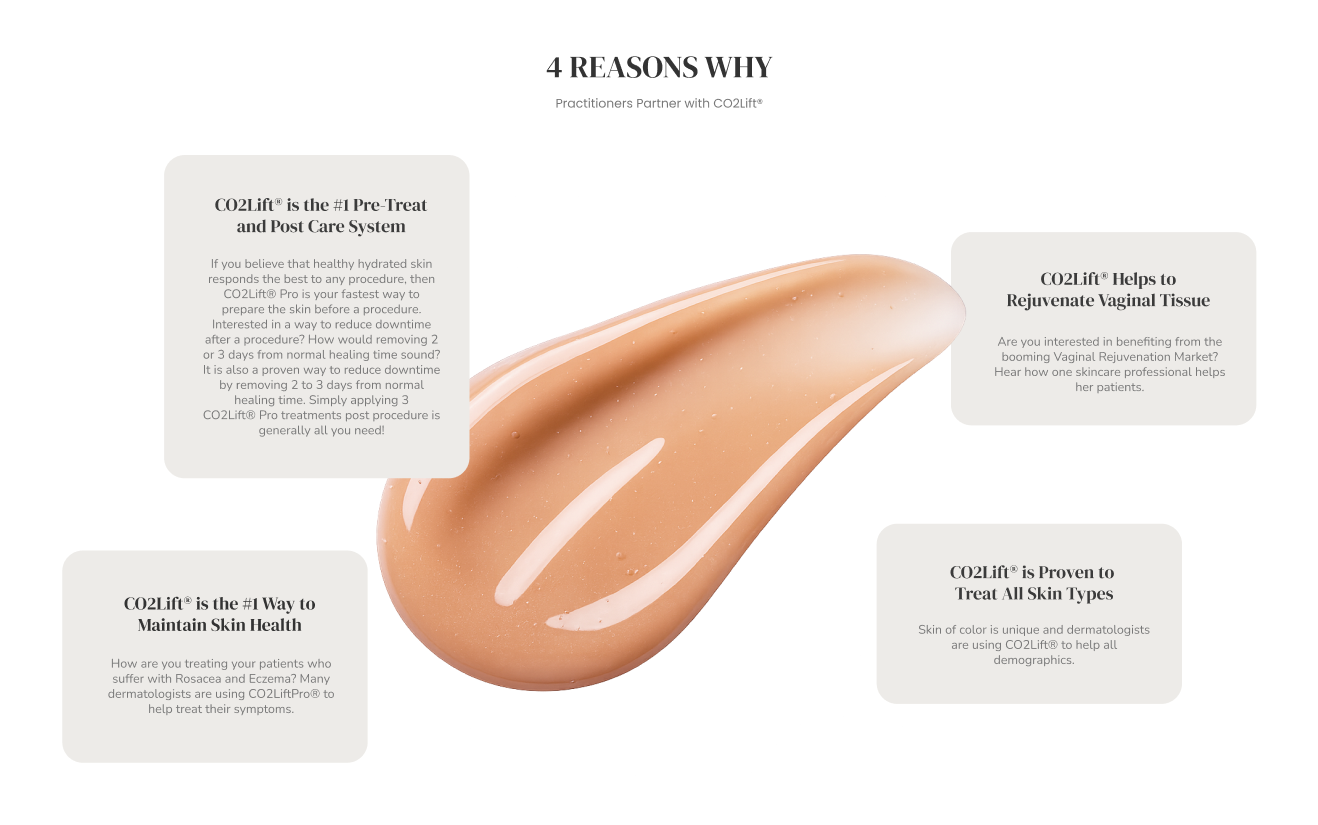 4 REASONS WHY
Practitioners Partner with CO2Lift®
CO2Lift® is the #1 Pre-Treat
and Post Care System
If you believe that healthy hydrated skin
responds the best to any procedure, then
CO2Lift® Pro is your fastest way to
prepare the skin before a procedure.
Interested in a way to reduce downtime
after a procedure? How would removing 2
or 3 days from normal healing time sound?
It is also a proven way to reduce downtime
by removing 2 to 3 days from normal
healing time. Simply applying 3
CO2Lift® Pro treatments post procedure is
generally all you need!
CO2Lift® Helps to
Rejuvenate Vaginal Tissue
Are you interested in benefiting from the
booming Vaginal Rejuvenation Market?
Hear how one skincare professional helps
her patients.
CO2Lift® is the #1 Way to
Maintain Skin Health
How are you treating your patients who
suffer with Rosacea and Eczema? Many
dermatologists are using CO2LiftPro® to
help treat their symptoms.
CO2Lift® is Proven to
Treat All Skin Types
Skin of color is unique and dermatologists
are using CO2Lift® to help all
demographics.